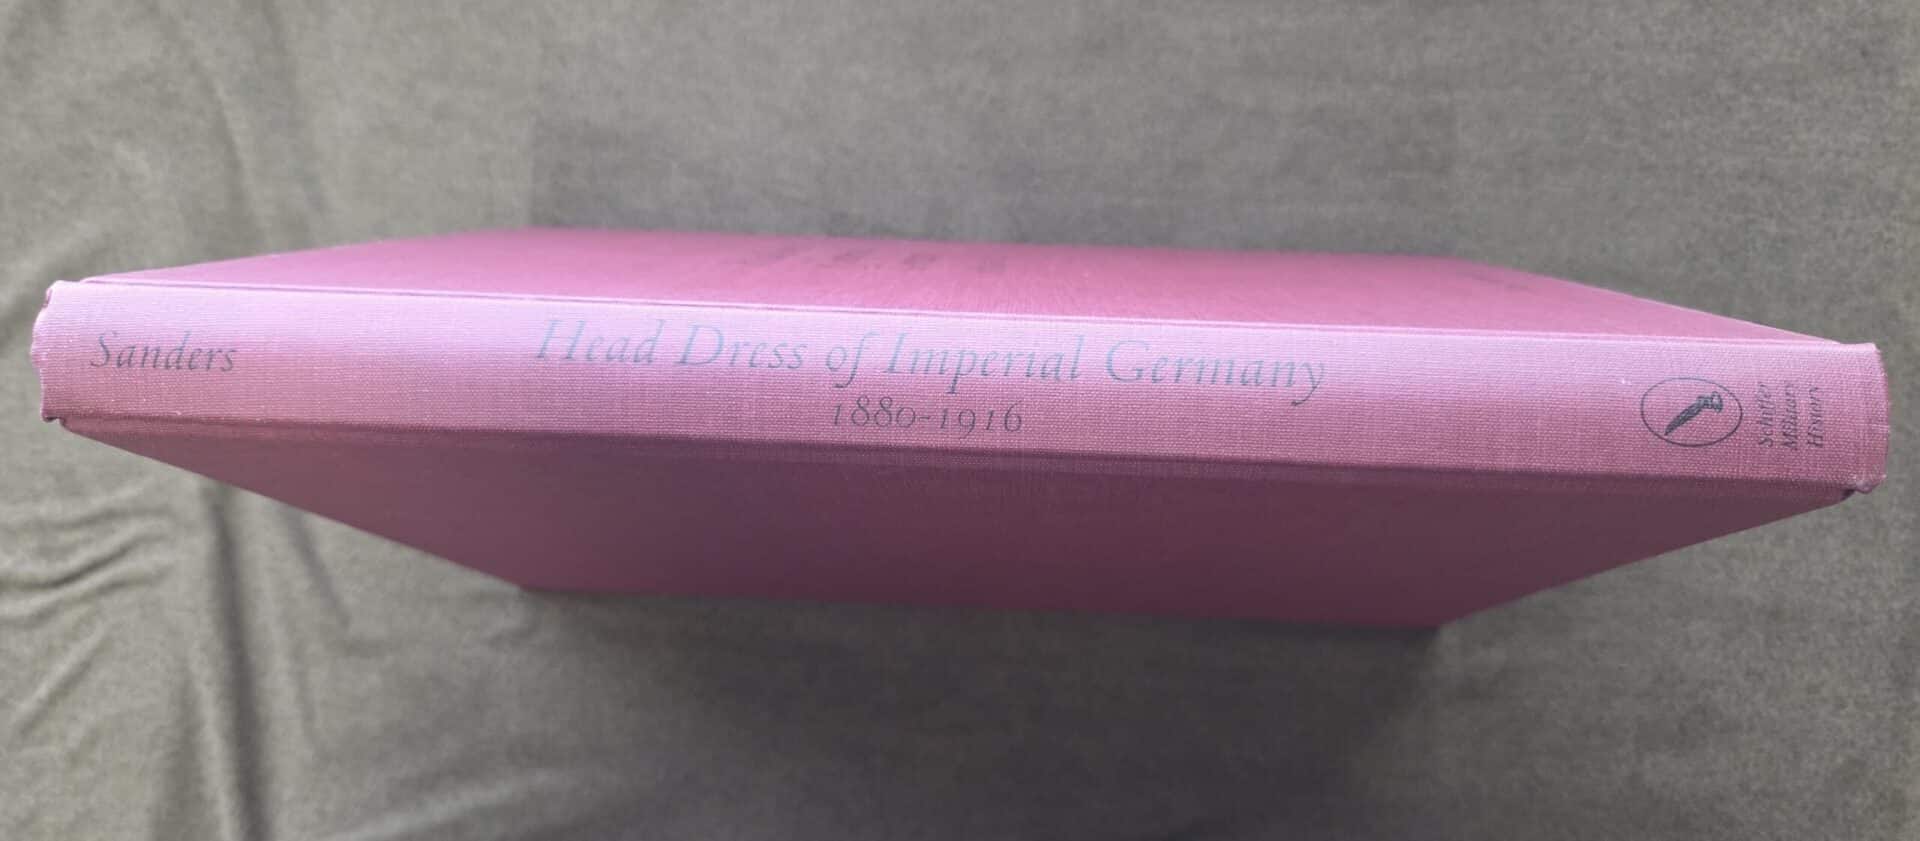 Sanders
Head Dress of Imperial Germany
1880-1916
Schiffer
Military
History